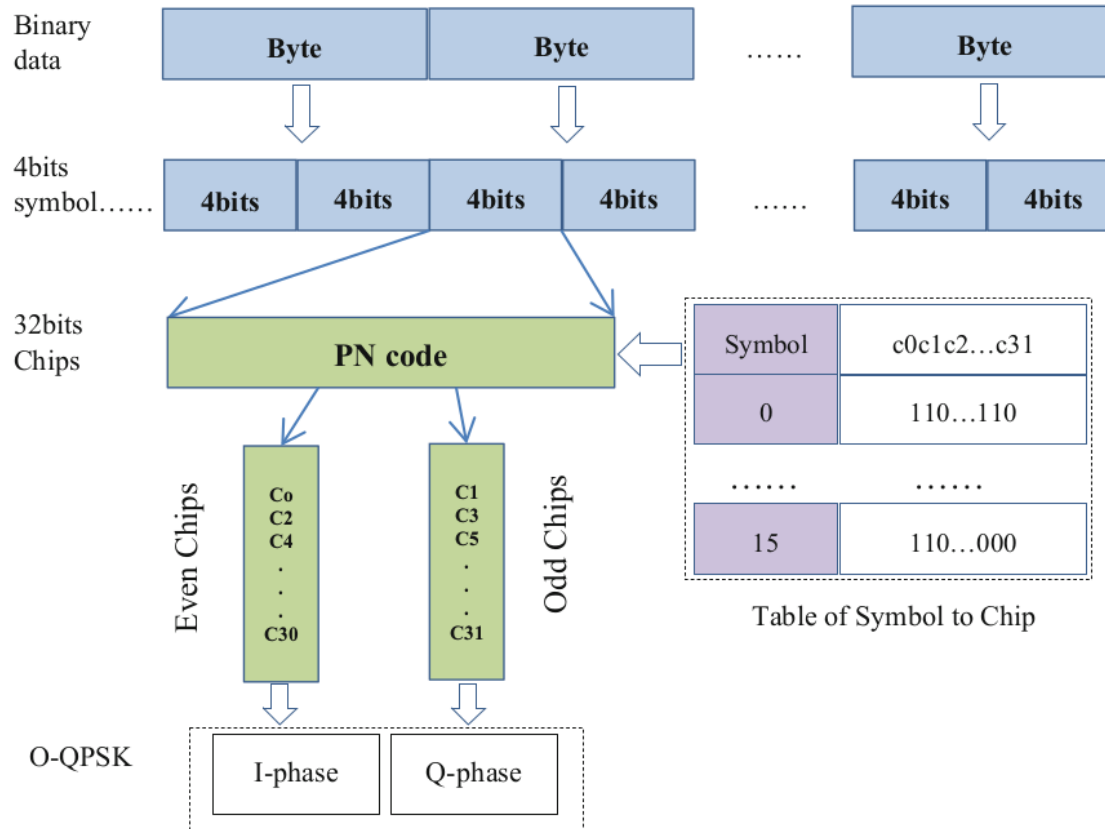 Binary
data
Byte
Byte
......
Byte
4bits
symbol......
4bits
4bits
4bits
4bits
......
4bits
4bits
32bits
Chips
PN code
Symbol
c0c1c2...c31
0
110...110
......
......
15
110...000
Table of Symbol to Chip
Even Chips
Co
C2
C4
.
.
.
C30
C1
C3
C5
.
.
.
C31
Odd Chips
O-QPSK
I-phase
Q-phase